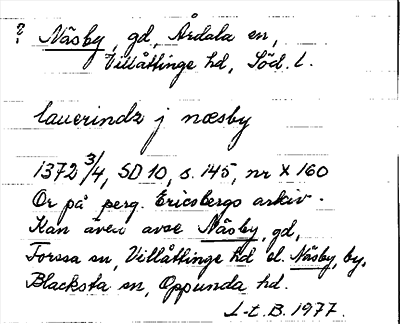 ? Näsby, gd, Årdala sn,
Villåttinge hd, Söd. l.
lauerindz j næsby
1372 3/4, SD 10, s. 145, nr X 160
Or på perg. Ericsbergs arkiv.
Kan även avse Näsby, gd,
Forssa sn, Villåttinge hd el. Näsby, by,
Blacksta sn, Oppunda hd.
L-t. B. 1977.